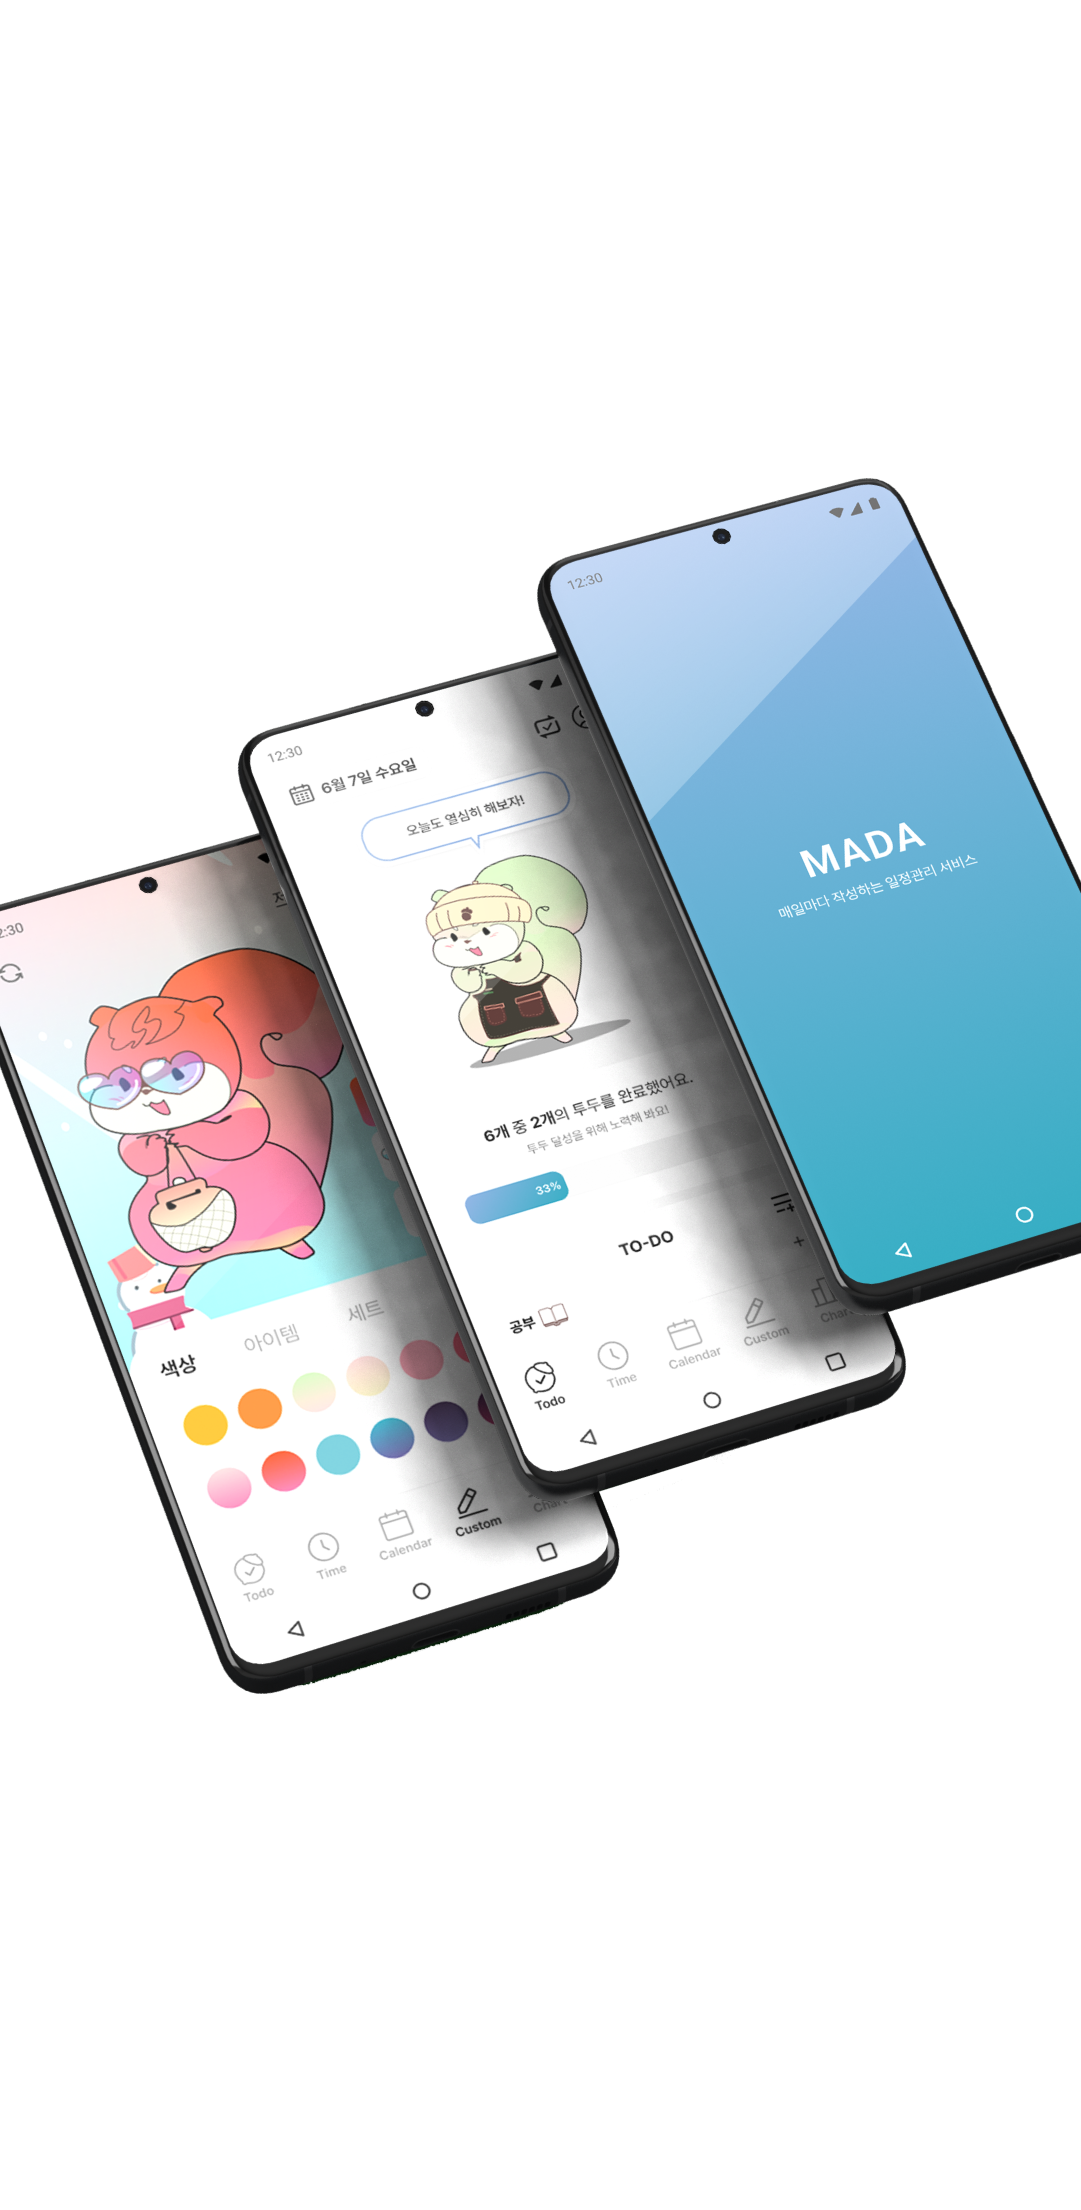 12:30
MADA
매일마다 작성하는 일정관리 서비스
12:30
6월 7일 수요일
오늘도 열심히 해보자!
6개 중 2개의 투두를 완료했어요.
투두 달성을 위해 노력해 봐요!
33%
TO-DO
+
공부
Todo
Time
Calendar
Custom
Chart
2:30
색상
아이템
세트
Todo
Time
Calendar
Custom
Chart